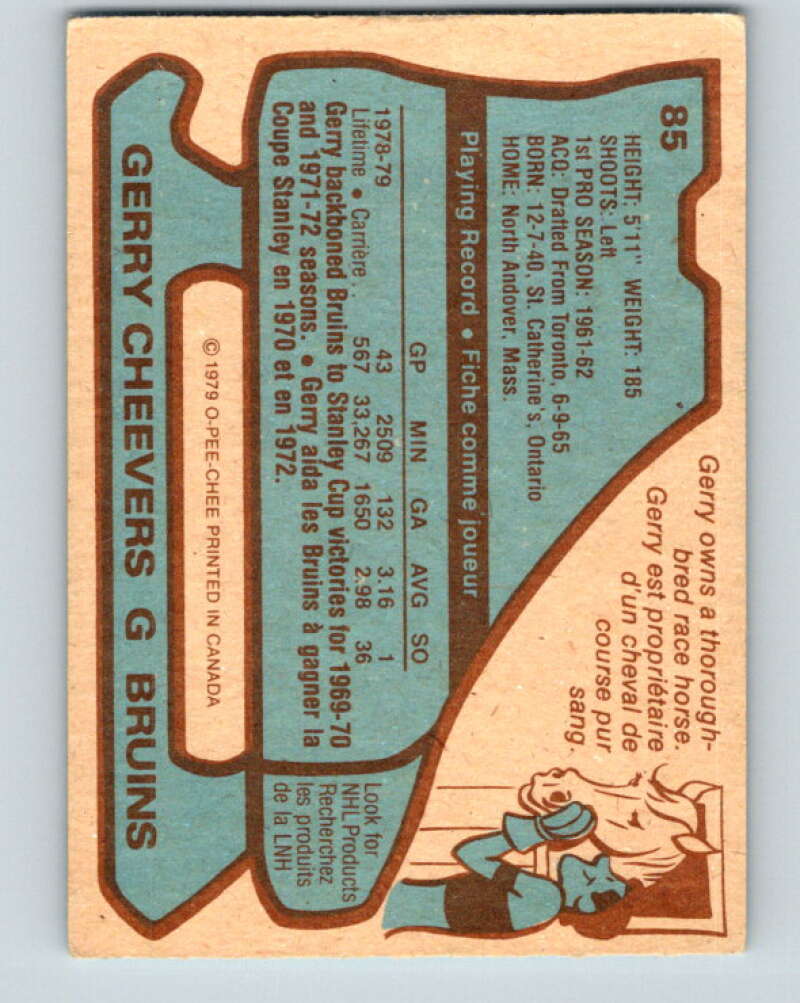 85
HEIGHT: 5'11" WEIGHT: 185
SHOOTS: Left
1st PRO SEASON: 1961-62
ACQ: Drafted From Toronto, 6-9-65
BORN: 12-7-40, St. Catherine's, Ontario
HOME: North Andover, Mass.
Gerry owns a thorough-
bred race horse.
Gerry est propriétaire
d'un cheval de
course pur
sang.
Playing Record • Fiche comme joueur
GP MIN GA AVG SO
1978-79 43 2509 132 3.16 1
Lifetime • Carrière .. 567 33,267 1650 2.98 36
Gerry backboned Bruins to Stanley Cup victories for 1969-70
and 1971-72 seasons. • Gerry aida les Bruins à gagner la
Coupe Stanley en 1970 et en 1972.
Look for
NHL Products
Recherchez
les produits
de la LNH
© 1979 O-PEE-CHEE PRINTED IN CANADA
GERRY CHEEVERS G BRUINS